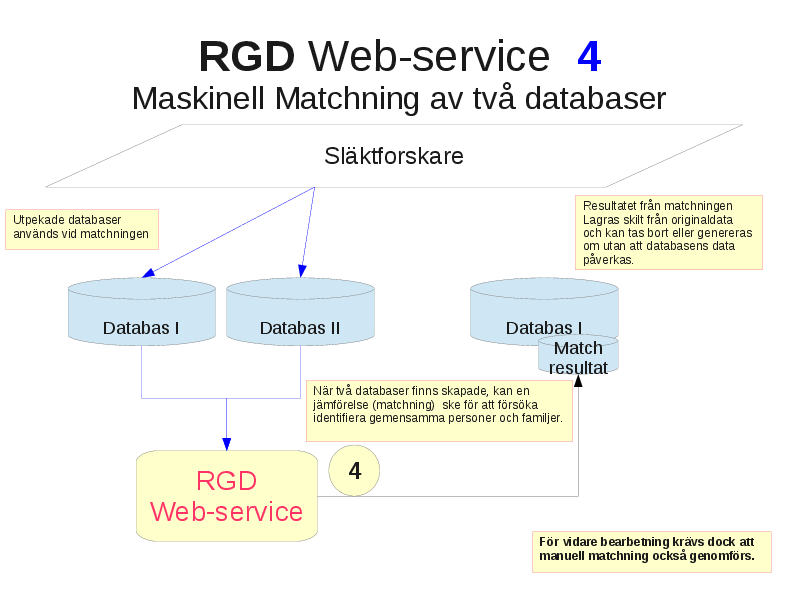 RGD Web-service 4
Maskinell Matchning av två databaser
Släktforskare
Utpekade databaser
används vid matchningen
Resultatet från matchningen
Lagras skilt från originaldata
och kan tas bort eller genereras
om utan att databasens data
påverkas.
Databas I
Databas II
Databas I
Match
resultat
När två databaser finns skapade, kan en
jämförelse (matchning) ske för att försöka
identifiera gemensamma personer och familjer.
4
RGD
Web-service
För vidare bearbetning krävs dock att
manuell matchning också genomförs.